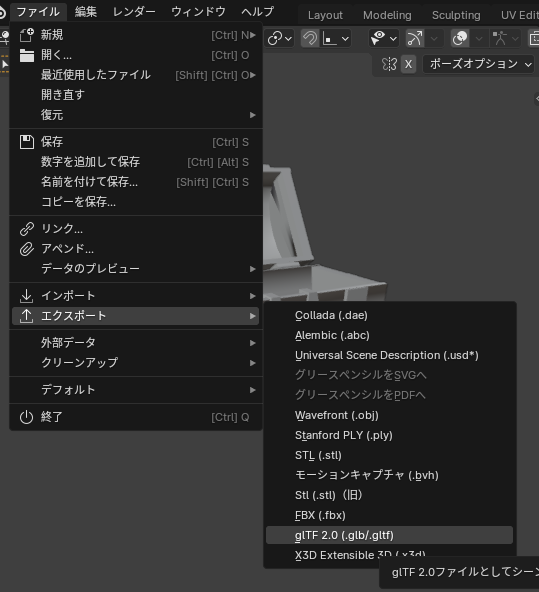 ファイル 編集 レンダー ウィンドウ ヘルプ Layout Modeling Sculpting UV Edit
新規 [Ctrl] N
開く... [Ctrl] O
最近使用したファイル [Shift] [Ctrl] O
X ポーズオプション
開き直す
復元
保存 [Ctrl] S
数字を追加して保存 [Ctrl] [Alt] S
名前を付けて保存... [Shift] [Ctrl] S
コピーを保存...
リンク...
アペンド...
データのプレビュー
インポート
エクスポート
外部データ
クリーンアップ
デフォルト
終了 [Ctrl] Q
Collada (.dae)
Alembic (.abc)
Universal Scene Description (.usd*)
グリースペンシルをSVGへ
グリースペンシルをPDFへ
Wavefront (.obj)
Stanford PLY (.ply)
STL (.stl)
モーションキャプチャ (.bvh)
Stl (.stl)（旧）
FBX (.fbx)
glTF 2.0 (.glb/.gltf)
X3D Extensible 3D (.x3d)
glTF 2.0ファイルとしてシーン